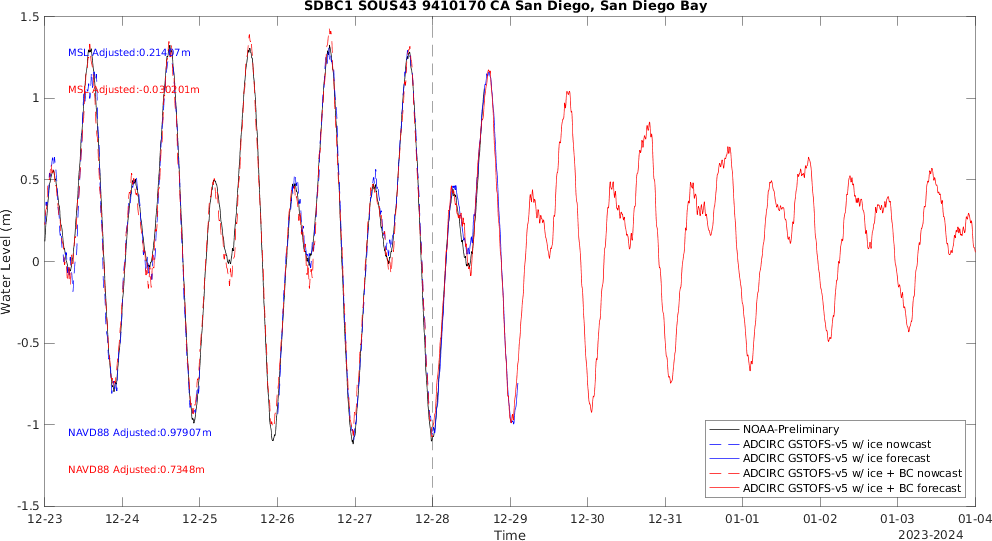 SDBC1 SOUS43 9410170 CA San Diego, San Diego Bay
1.5
1
0.5
0
-0.5
-1
-1.5
Water Level (m)
MSL Adjusted:0.21407m
MSL Adjusted:-0.030201m
NAVD88 Adjusted:0.97907m
NAVD88 Adjusted:0.7348m
NOAA-Preliminary
ADCIRC GSTOFS-v5 w/ ice nowcast
ADCIRC GSTOFS-v5 w/ ice forecast
ADCIRC GSTOFS-v5 w/ ice + BC nowcast
ADCIRC GSTOFS-v5 w/ ice + BC forecast
12-23 12-24 12-25 12-26 12-27 12-28 12-29 12-30 12-31 01-01 01-02 01-03 01-04
Time
2023-2024